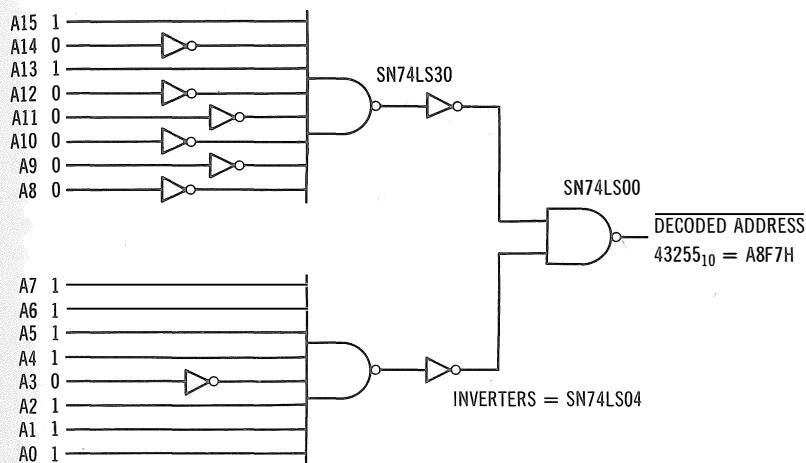 A15 1
A14 0
A13 1
A12 0
A11 0
A10 0
A9 0
A8 0
SN74LS30
SN74LS00
DECODED ADDRESS
43255₁₀ = A8F7H
A7 1
A6 1
A5 1
A4 1
A3 0
A2 1
A1 1
A0 1
INVERTERS = SN74LS04